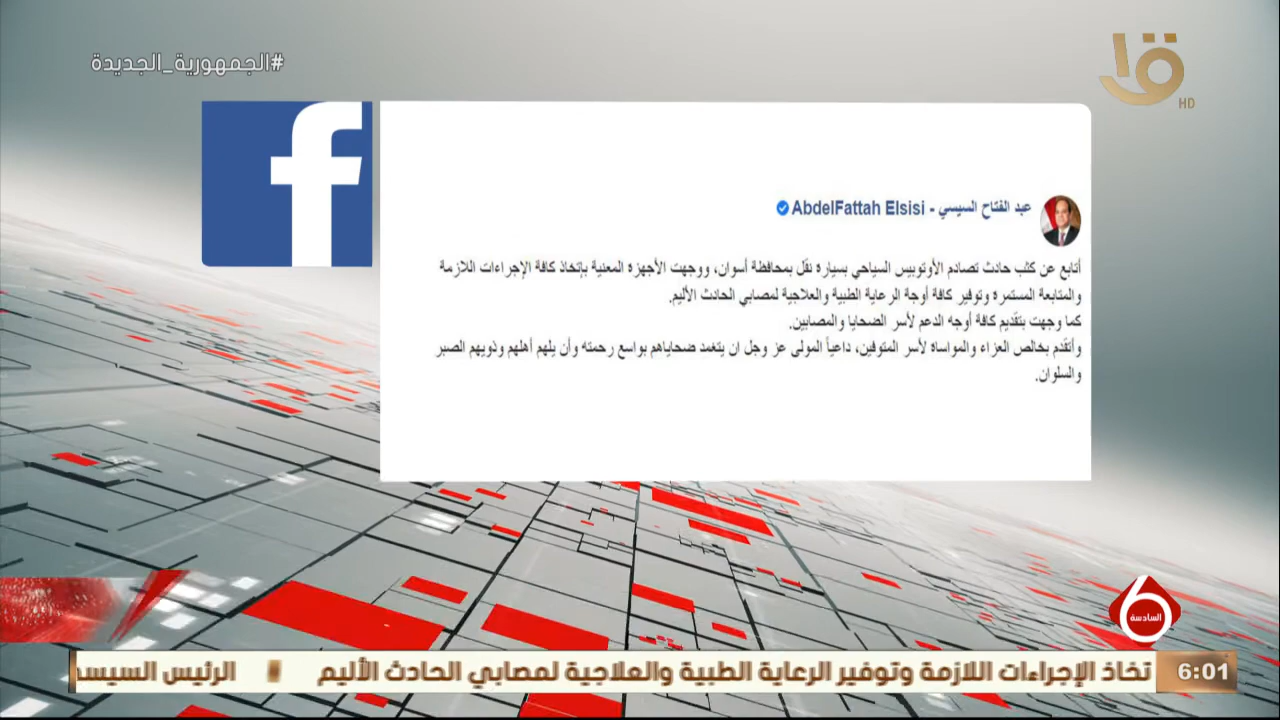 #الجمهورية_الجديدة
HD
عبد الفتاح السيسي - AbdelFattah Elsisi
أتابع عن كثب حادث تصادم الأوتوبيس السياحي بسيارة نقل بمحافظة أسوان، ووجهت الأجهزة المعنية بإتخاذ كافة الإجراءات اللازمة
والمتابعة المستمرة وتوفير كافة أوجة الرعاية الطبية والعلاجية لمصابي الحادث الأليم.
كما وجهت بتقديم كافة أوجه الدعم لأسر الضحايا والمصابين.
وأتقدم بخالص العزاء والمواساه لأسر المتوفين، داعياً المولى عز وجل ان يتغمد ضحاياهم بواسع رحمته وأن يلهم أهلهم وذويهم الصبر
والسلوان.
6
السادسة
6:01
تخاذ الإجراءات اللازمة وتوفير الرعاية الطبية والعلاجية لمصابي الحادث الأليم الرئيس السيسي